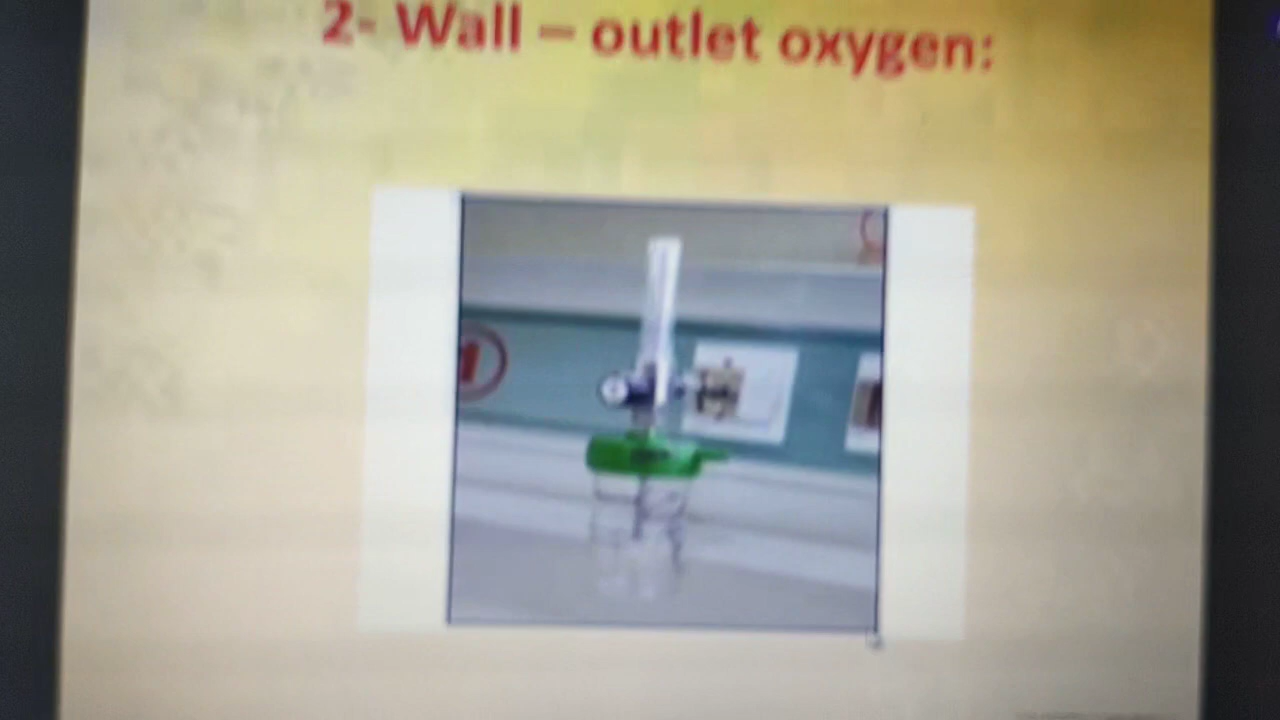 2- Wall – outlet oxygen: